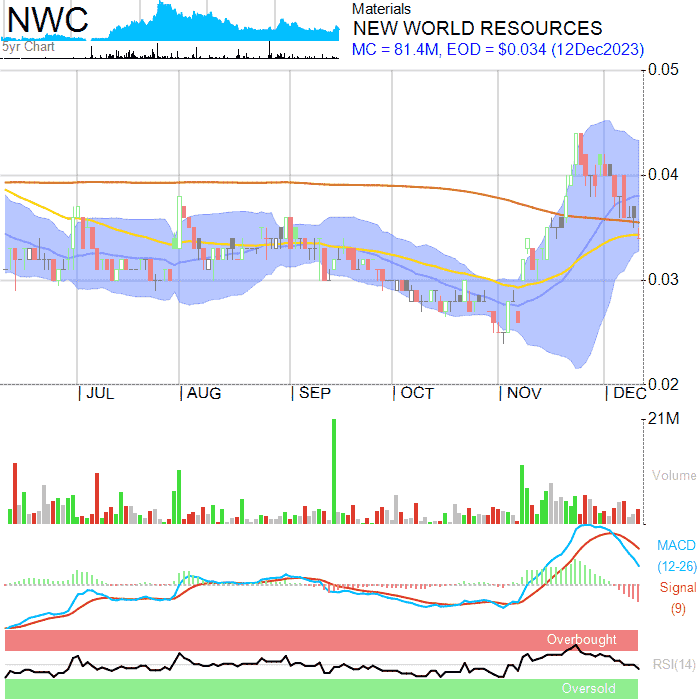 NWC
5yr Chart
Materials
NEW WORLD RESOURCES
MC = 81.4M, EOD = $0.034 (12Dec2023)
0.05
0.04
0.03
0.02
| JUL | AUG | SEP | OCT | NOV | DEC
21M
Volume
MACD
(12-26)
Signal
(9)
Overbought
RSI(14)
Oversold